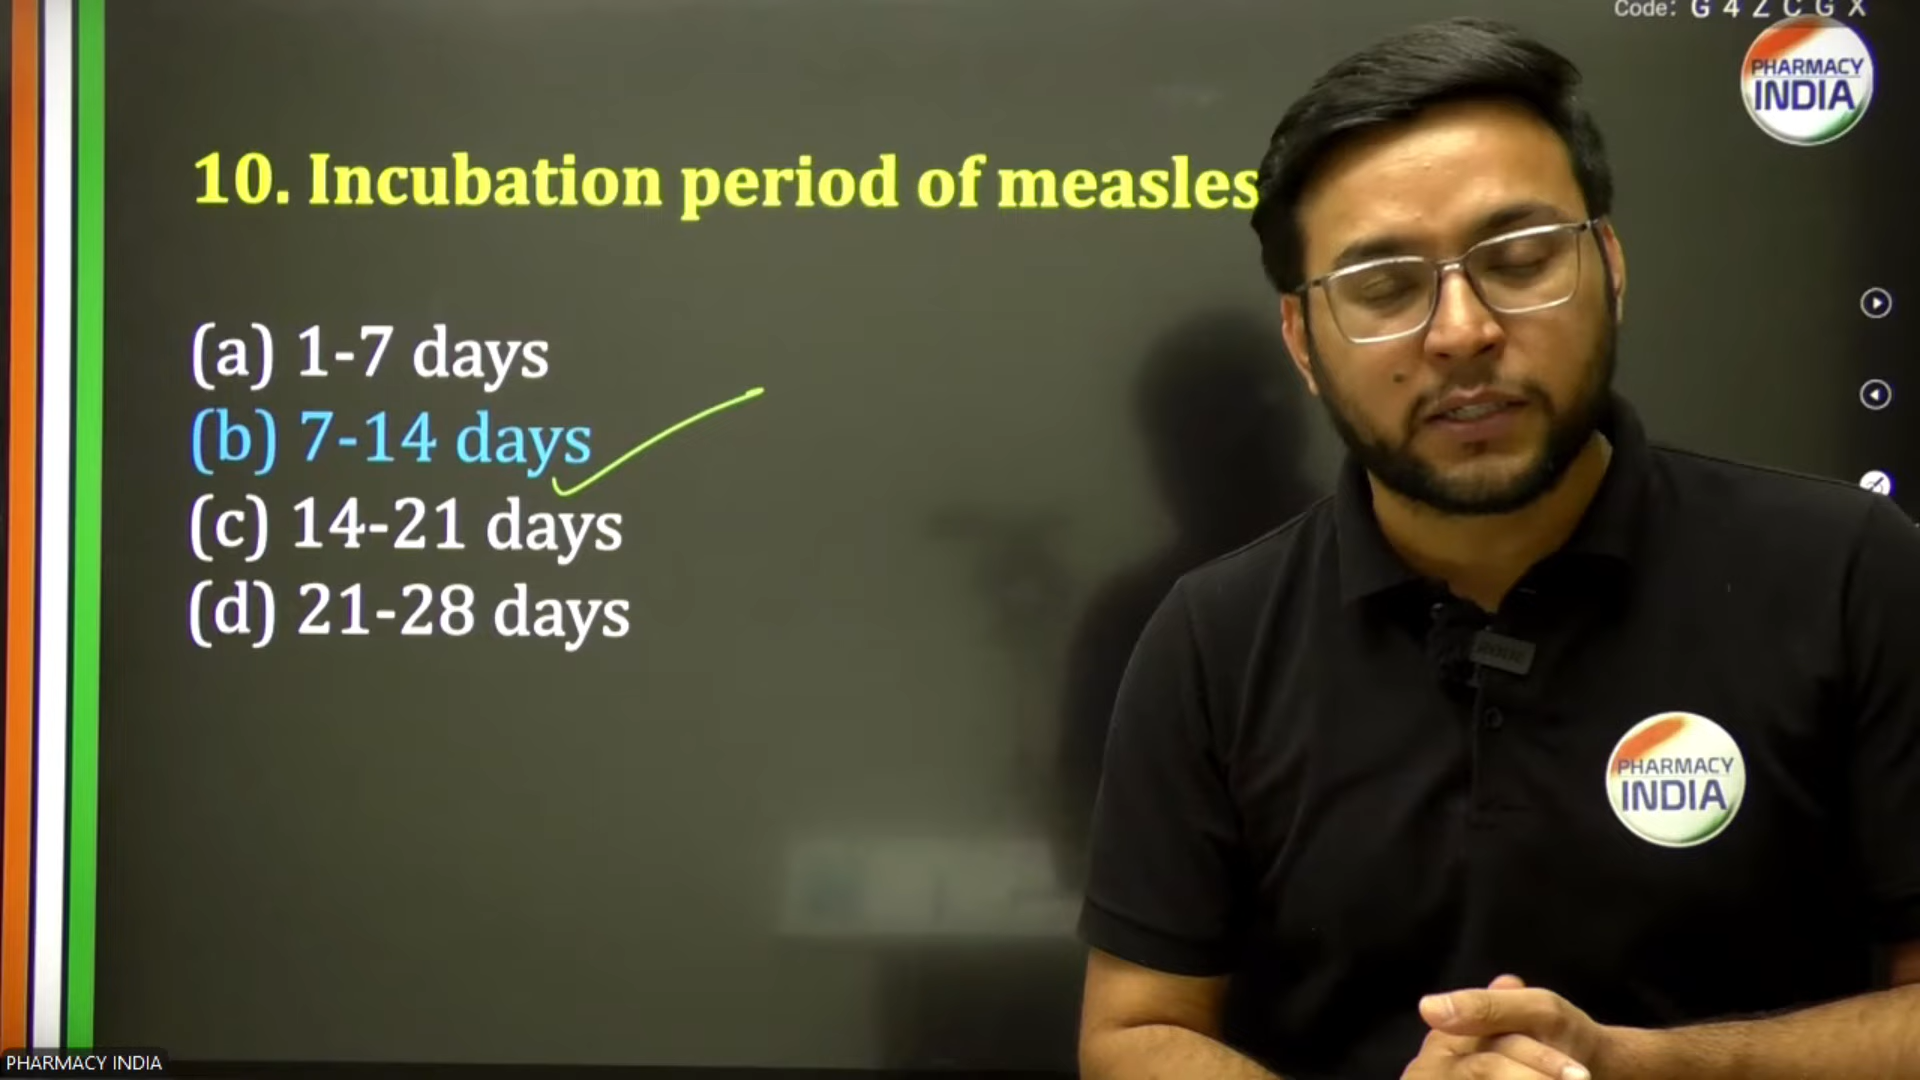 Code: G 4 Z C G X
PHARMACY
INDIA
10. Incubation period of measles
(a) 1-7 days
(b) 7-14 days
(c) 14-21 days
(d) 21-28 days
PHARMACY
INDIA
PHARMACY INDIA